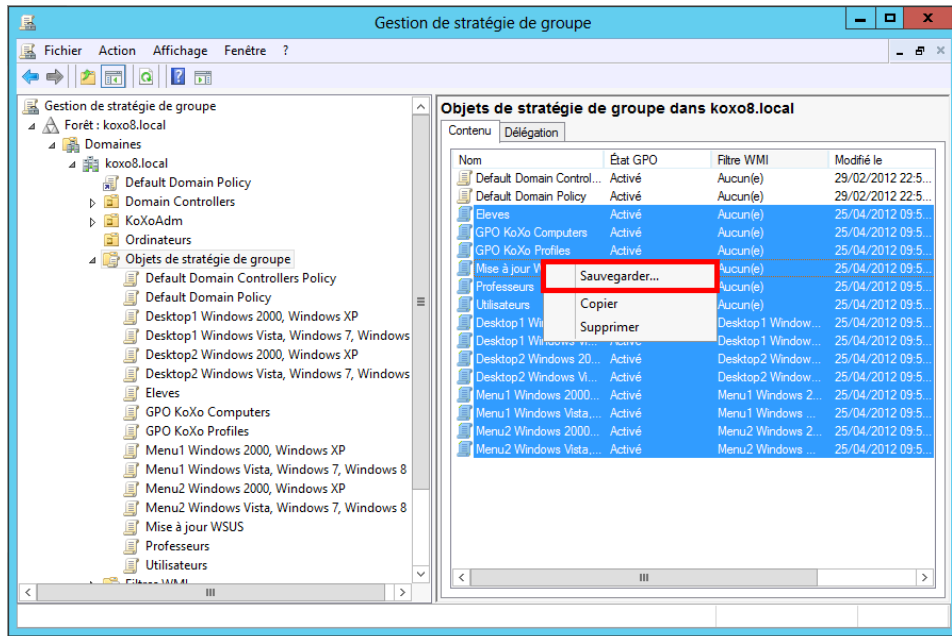 Gestion de stratégie de groupe
Fichier Action Affichage Fenêtre ?
Gestion de stratégie de groupe
Forêt : koxo8.local
Domaines
koxo8.local
Default Domain Policy
Domain Controllers
KoXoAdm
Ordinateurs
Objets de stratégie de groupe
Default Domain Controllers Policy
Default Domain Policy
Desktop1 Windows 2000, Windows XP
Desktop1 Windows Vista, Windows 7, Windows
Desktop2 Windows 2000, Windows XP
Desktop2 Windows Vista, Windows 7, Windows
Eleves
GPO KoXo Computers
GPO KoXo Profiles
Menu1 Windows 2000, Windows XP
Menu1 Windows Vista, Windows 7, Windows 8
Menu2 Windows 2000, Windows XP
Menu2 Windows Vista, Windows 7, Windows 8
Mise à jour WSUS
Professeurs
Utilisateurs
Filtres WMI
Objets de stratégie de groupe dans koxo8.local
Contenu Délégation
Nom État GPO Filtre WMI Modifié le
Default Domain Control... Activé Aucun(e) 29/02/2012 22:5...
Default Domain Policy Activé Aucun(e) 29/02/2012 22:5...
Eleves Activé Aucun(e) 25/04/2012 09:5...
GPO KoXo Computers Activé Aucun(e) 25/04/2012 09:5...
GPO KoXo Profiles Activé Aucun(e) 25/04/2012 09:5...
Mise à jour W Aucun(e) 25/04/2012 09:5...
Professeurs Aucun(e) 25/04/2012 09:5...
Utilisateurs Aucun(e) 25/04/2012 09:5...
Desktop1 Wi Desktop1 Window... 25/04/2012 09:5...
Desktop1 Windows Vi... Activé Desktop1 Window... 25/04/2012 09:5...
Desktop2 Windows 20... Activé Desktop2 Window... 25/04/2012 09:5...
Desktop2 Windows Vi... Activé Desktop2 Window... 25/04/2012 09:5...
Menu1 Windows 2000... Activé Menu1 Windows 2... 25/04/2012 09:5...
Menu1 Windows Vista,... Activé Menu1 Windows ... 25/04/2012 09:5...
Menu2 Windows 2000... Activé Menu2 Windows 2... 25/04/2012 09:5...
Menu2 Windows Vista,... Activé Menu2 Windows ... 25/04/2012 09:5...
Sauvegarder...
Copier
Supprimer